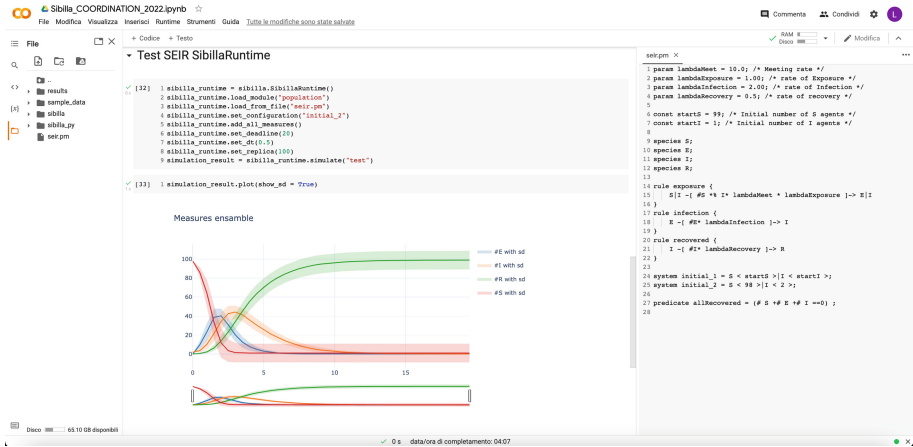 Sibilla_COORDINATION_2022.ipynb
File Modifica Visualizza Inserisci Runtime Strumenti Guida Tutte le modifiche sono state salvate
Commenta Condividi L
File
+ Codice + Testo
RAM
Disco
Modifica
..
results
sample_data
sibilla
sibilla_py
seir.pm
Test SEIR SibillaRuntime
[32]
1 sibilla_runtime = sibilla.SibillaRuntime()
2 sibilla_runtime.load_module("population")
3 sibilla_runtime.load_from_file("seir.pm")
4 sibilla_runtime.set_configuration("initial_2")
5 sibilla_runtime.add_all_measures()
6 sibilla_runtime.set_deadline(20)
7 sibilla_runtime.set_dt(0.5)
8 sibilla_runtime.set_replica(100)
9 simulation_result = sibilla_runtime.simulate("test")
[33]
1 simulation_result.plot(show_sd = True)
Measures ensamble
100
80
60
40
20
0
0 5 10 15
#E with sd
#I with sd
#R with sd
#S with sd
seir.pm
1 param lambdaMeet = 10.0; /* Meeting rate */
2 param lambdaExposure = 1.00; /* rate of Exposure */
3 param lambdaInfection = 2.00; /* rate of Infection */
4 param lambdaRecovery = 0.5; /* rate of recovery */
5
6 const startS = 99; /* Initial number of S agents */
7 const startI = 1; /* Initial number of I agents */
8
9 species S;
10 species E;
11 species I;
12 species R;
13
14 rule exposure {
15 S|I -[ #S *% I* lambdaMeet * lambdaExposure ]-> E|I
16 }
17 rule infection {
18 E -[ #E* lambdaInfection ]-> I
19 }
20 rule recovered {
21 I -[ #I* lambdaRecovery ]-> R
22 }
23
24 system initial_1 = S < startS >|I < startI >;
25 system initial_2 = S < 98 >|I < 2 >;
26
27 predicate allRecovered = (# S +# E +# I ==0) ;
28
Disco 65.10 GB disponibili
0 s data/ora di completamento: 04:07